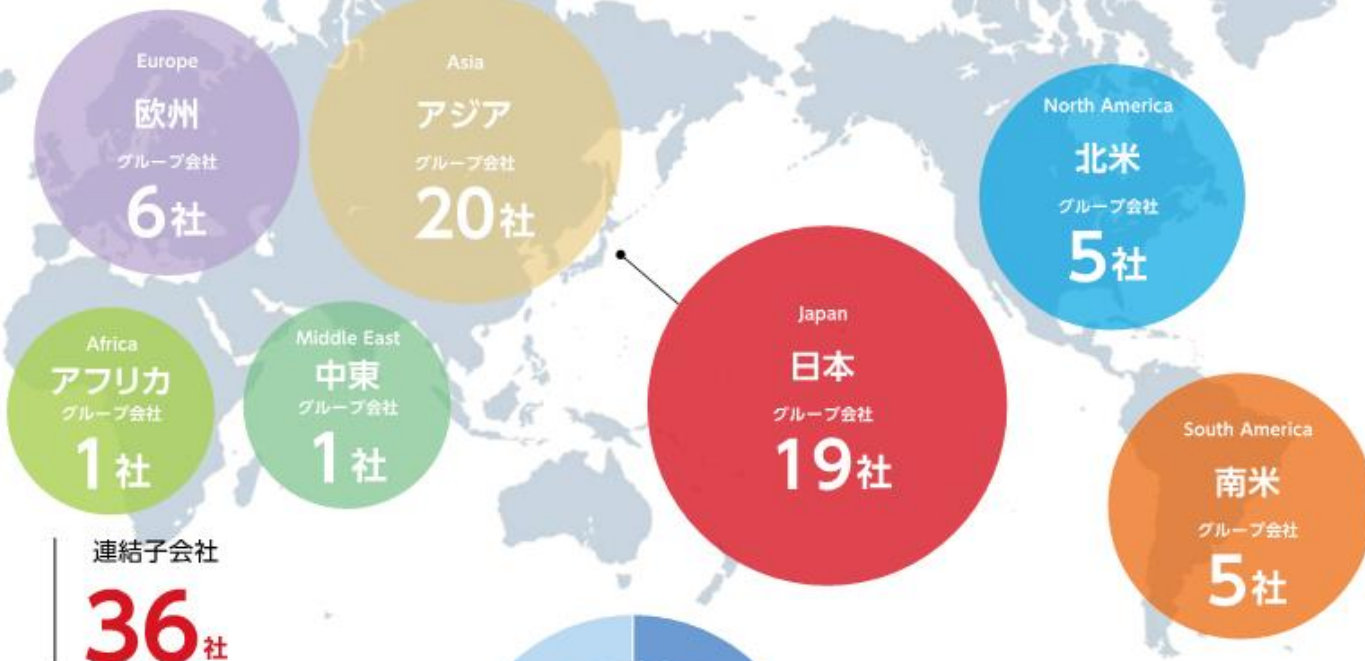 Europe
欧州
グループ会社
6社
Asia
アジア
グループ会社
20社
North America
北米
グループ会社
5社
Africa
アフリカ
グループ会社
1社
Middle East
中東
グループ会社
1社
Japan
日本
グループ会社
19社
South America
南米
グループ会社
5社
連結子会社
36社